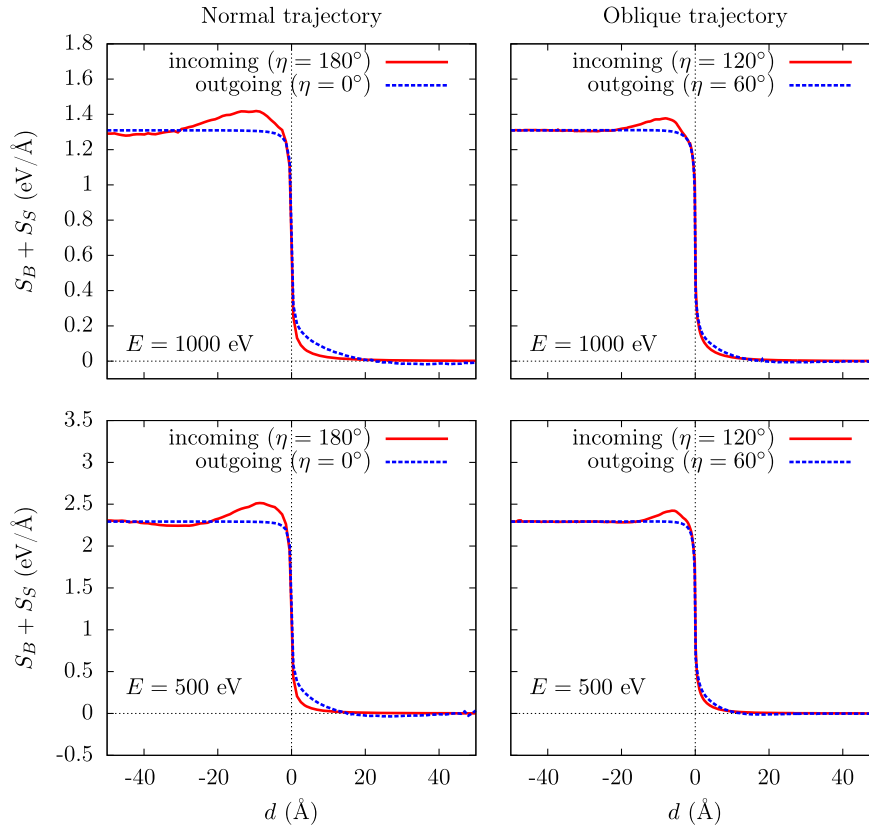 Normal trajectory
Oblique trajectory
1.8
1.6
1.4
1.2
1
0.8
0.6
0.4
0.2
0
S_B + S_S (eV/Å)
incoming (η = 180°)
outgoing (η = 0°)
E = 1000 eV
incoming (η = 120°)
outgoing (η = 60°)
E = 1000 eV
3.5
3
2.5
2
1.5
1
0.5
0
-0.5
S_B + S_S (eV/Å)
incoming (η = 180°)
outgoing (η = 0°)
E = 500 eV
-40 -20 0 20 40
d (Å)
incoming (η = 120°)
outgoing (η = 60°)
E = 500 eV
-40 -20 0 20 40
d (Å)